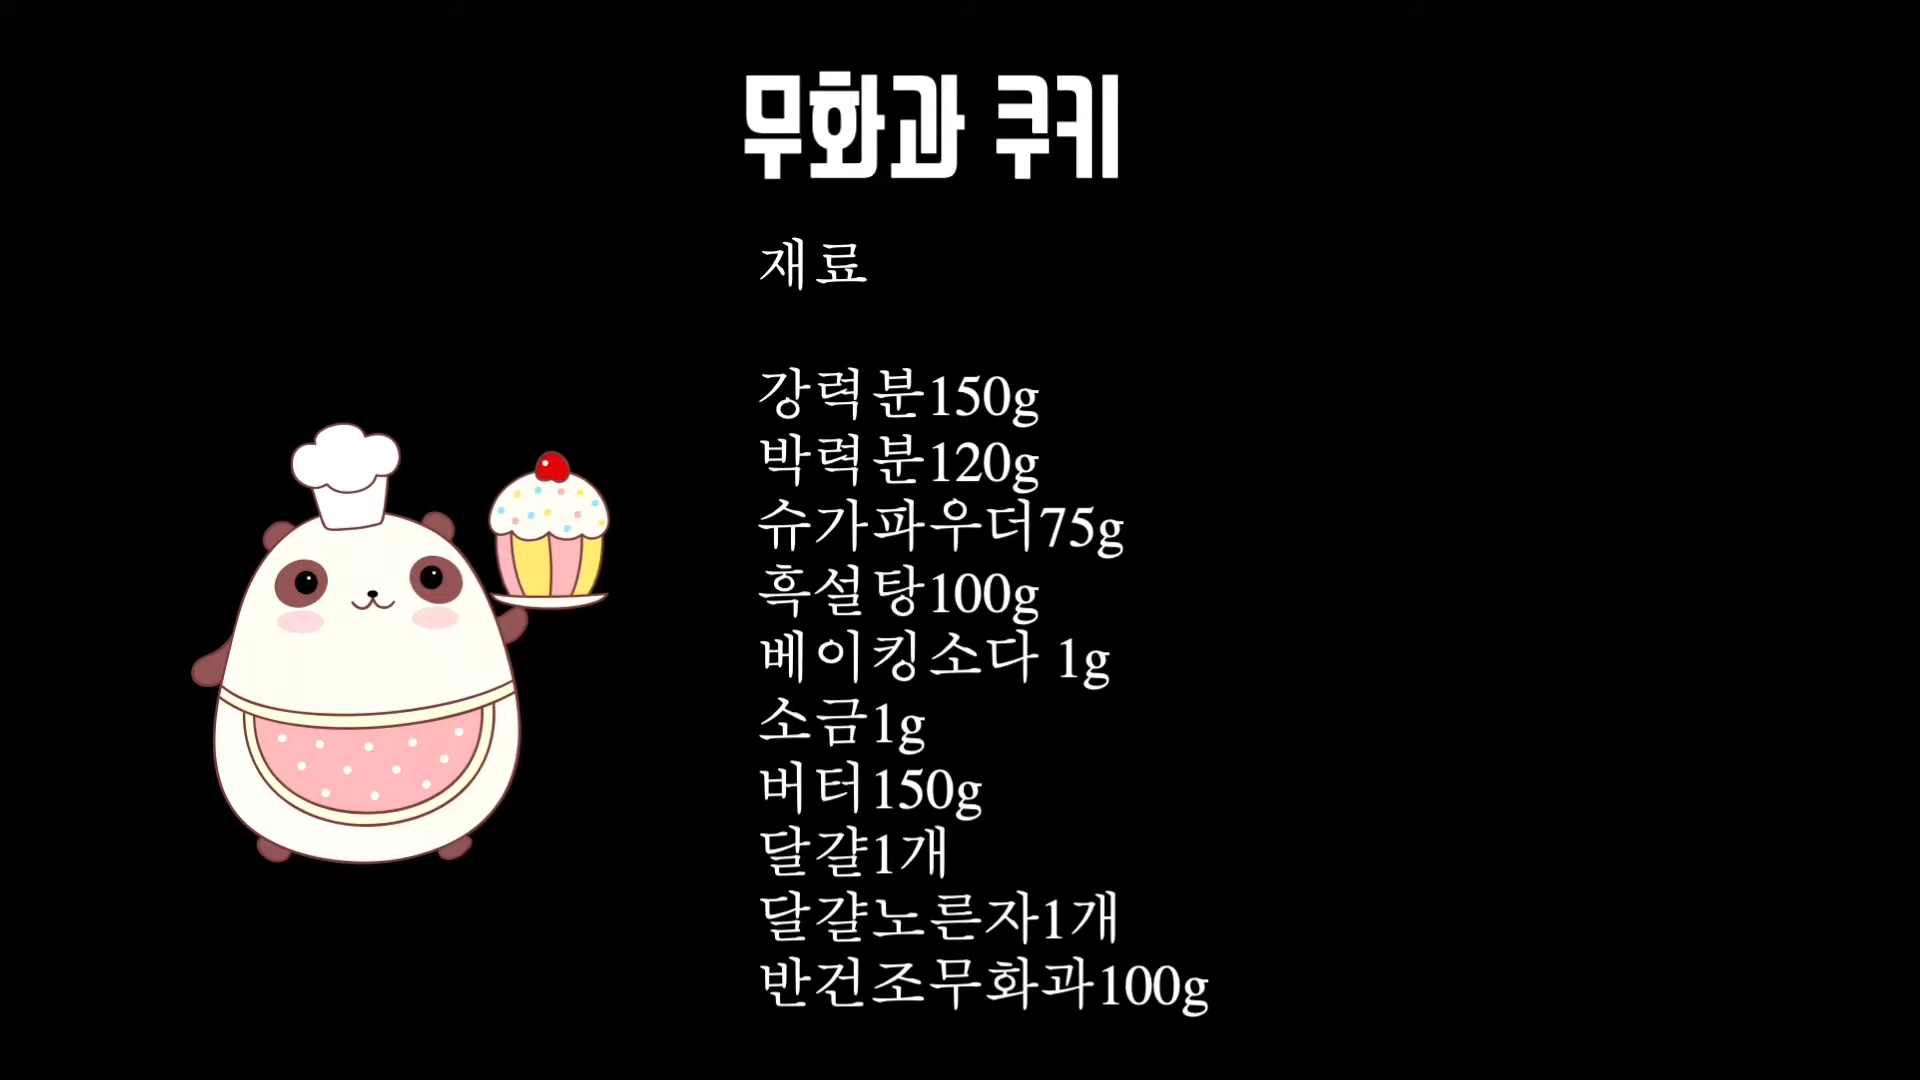 무화과 쿠키
재료
강력분150g
박력분120g
슈가파우더75g
흑설탕100g
베이킹소다 1g
소금1g
버터150g
달걀1개
달걀노른자1개
반건조무화과100g